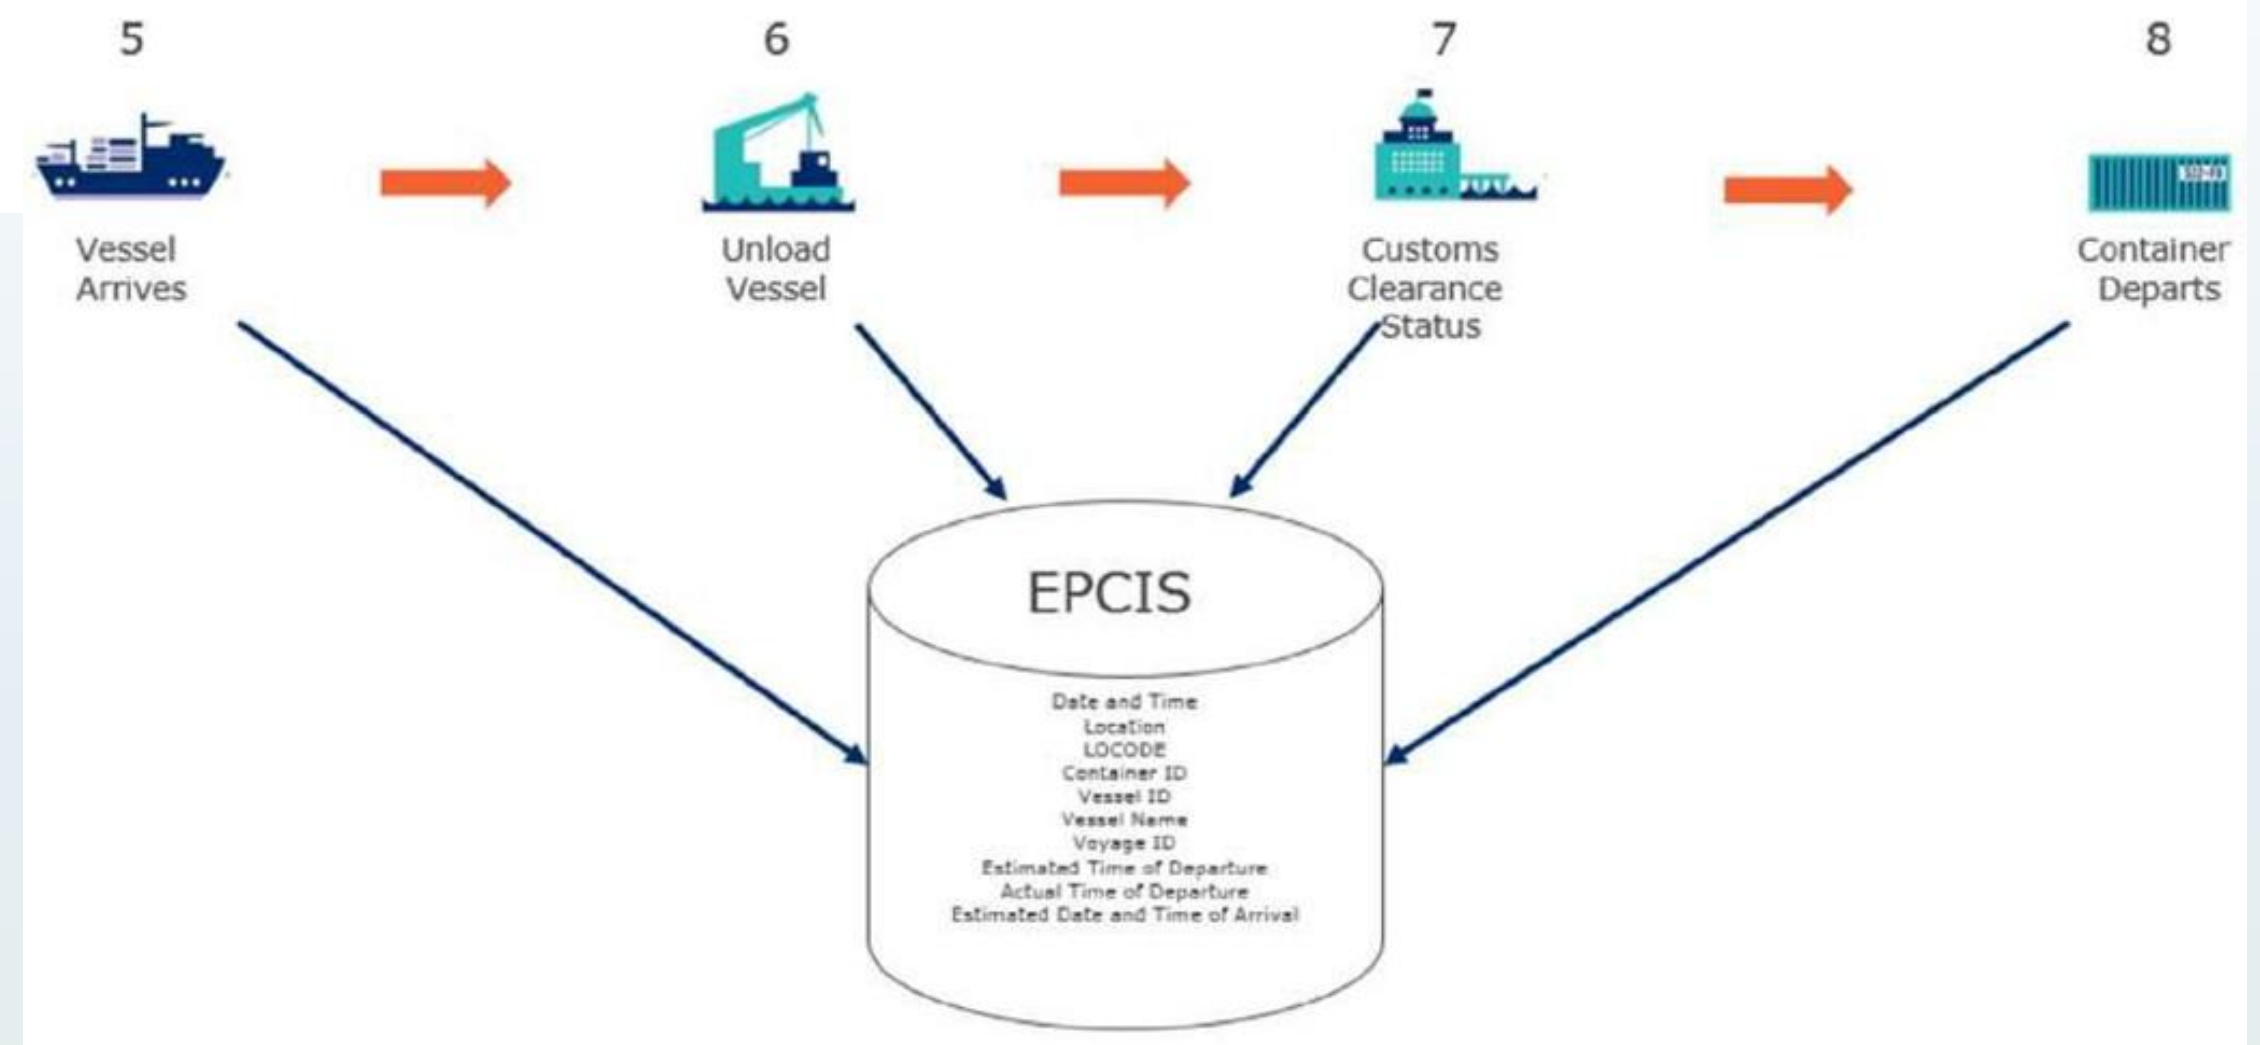 5
6
7
8
Vessel
Arrives
Unload
Vessel
Customs
Clearance
Status
Container
Departs
EPCIS
Date and Time
Location
LOCODE
Container ID
Vessel ID
Vessel Name
Voyage ID
Estimated Time of Departure
Actual Time of Departure
Estimated Date and Time of Arrival